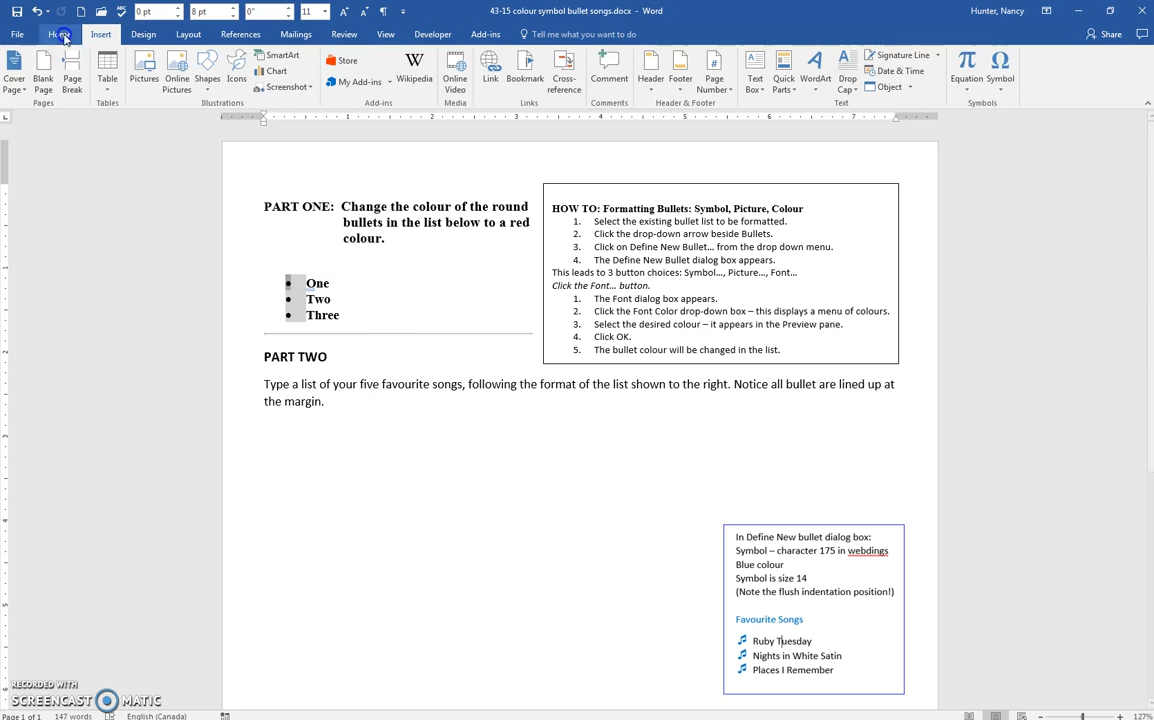 0 pt 8 pt 0" 11 43-15 colour symbol bullet songs.docx - Word Hunter, Nancy
File Home Insert Design Layout References Mailings Review View Developer Add-ins Tell me what you want to do Share
Cover Page Blank Page Page Break Table Pictures Online Pictures Shapes Icons SmartArt Chart Screenshot Store My Add-ins Wikipedia Online Video Link Bookmark Cross-reference Comment Header Footer Page Number Text Box Quick Parts WordArt Drop Cap Signature Line Date & Time Object Equation Symbol
Pages Tables Illustrations Add-ins Media Links Comments Header & Footer Text Symbols
1 2 3 4 5 6 7
PART ONE: Change the colour of the round
bullets in the list below to a red
colour.
• One
• Two
• Three
HOW TO: Formatting Bullets: Symbol, Picture, Colour
1. Select the existing bullet list to be formatted.
2. Click the drop-down arrow beside Bullets.
3. Click on Define New Bullet... from the drop down menu.
4. The Define New Bullet dialog box appears.
This leads to 3 button choices: Symbol..., Picture..., Font...
Click the Font... button.
1. The Font dialog box appears.
2. Click the Font Color drop-down box – this displays a menu of colours.
3. Select the desired colour – it appears in the Preview pane.
4. Click OK.
5. The bullet colour will be changed in the list.
PART TWO
Type a list of your five favourite songs, following the format of the list shown to the right. Notice all bullet are lined up at
the margin.
In Define New bullet dialog box:
Symbol – character 175 in webdings
Blue colour
Symbol is size 14
(Note the flush indentation position!)
Favourite Songs
Ruby Tuesday
Nights in White Satin
Places I Remember
RECORDED WITH
SCREENCAST MATIC
Page 1 of 1 147 words English (Canada) 127%